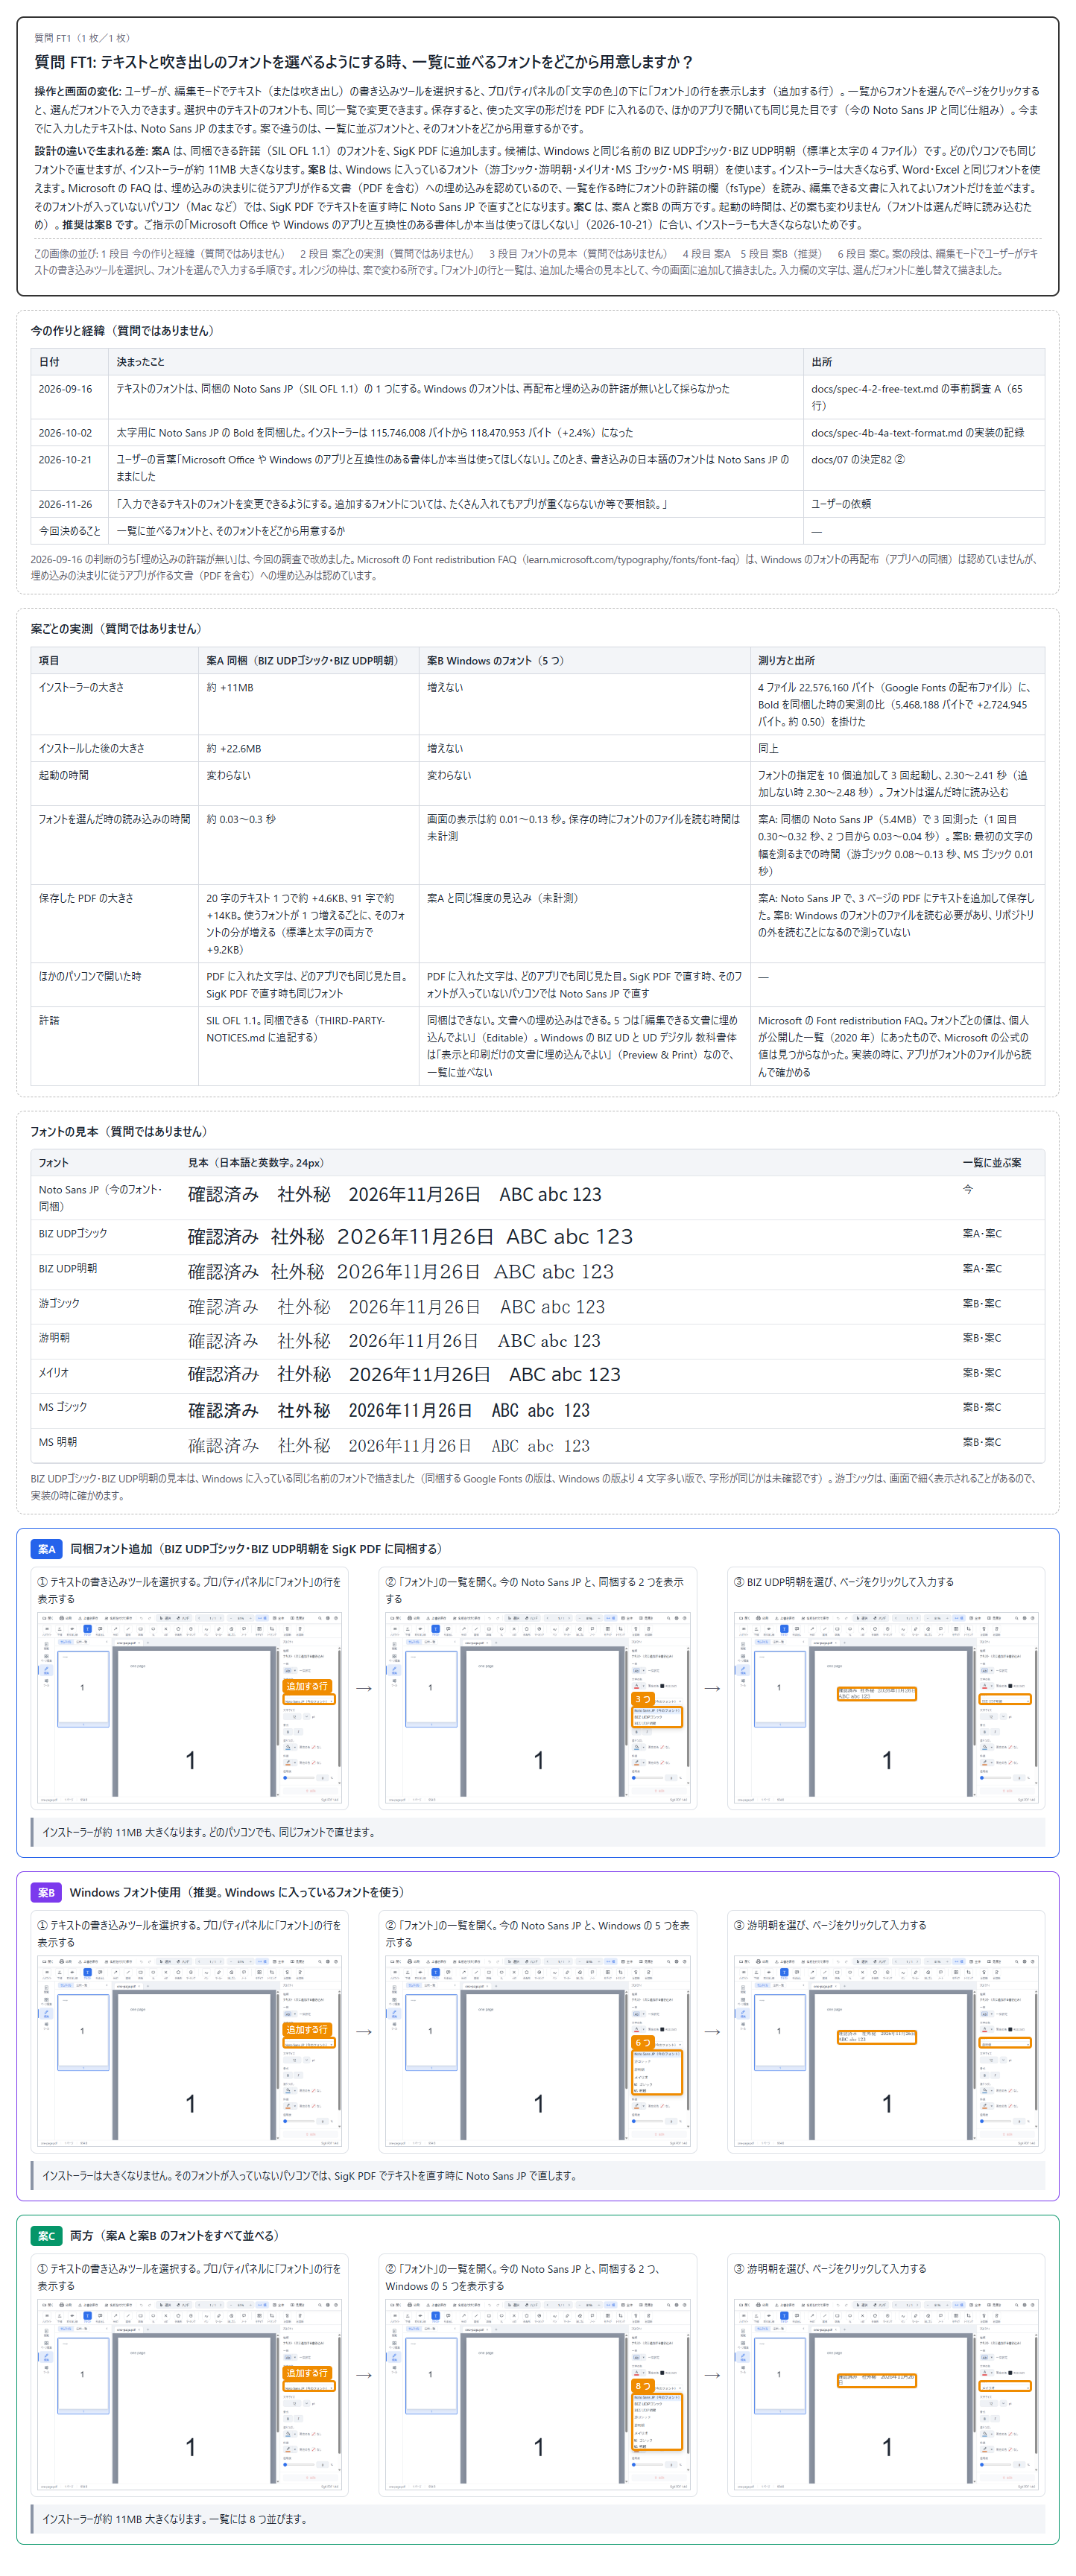 質問 FT1（1 枚／1 枚）
質問 FT1: テキストと吹き出しのフォントを選べるようにする時、一覧に並べるフォントをどこから用意しますか？
操作と画面の変化: ユーザーが、編集モードでテキスト（または吹き出し）の書き込みツールを選択すると、プロパティパネルの「文字の色」の下に「フォント」の行を表示します（追加する行）。一覧からフォントを選んでページをクリックする
と、選んだフォントで入力できます。選択中のテキストのフォントも、同じ一覧で変更できます。保存すると、使った文字の形だけを PDF に入れるので、ほかのアプリで開いても同じ見た目です（今の Noto Sans JP と同じ仕組み）。今
までに入力したテキストは、Noto Sans JP のままです。案で違うのは、一覧に並ぶフォントと、そのフォントをどこから用意するかです。
設計の違いで生まれる差: 案A は、同梱できる許諾（SIL OFL 1.1）のフォントを、SigK PDF に追加します。候補は、Windows と同じ名前の BIZ UDPゴシック・BIZ UDP明朝（標準と太字の 4 ファイル）です。どのパソコンでも同じフ
ォントで直せますが、インストーラーが約 11MB 大きくなります。案B は、Windows に入っているフォント（游ゴシック・游明朝・メイリオ・MS ゴシック・MS 明朝）を使います。インストーラーは大きくならず、Word・Excel と同じフォントを使
えます。Microsoft の FAQ は、埋め込みの決まりに従うアプリが作る文書（PDF を含む）への埋め込みを認めているので、一覧を作る時にフォントの許諾の欄（fsType）を読み、編集できる文書に入れてよいフォントだけを並べます。
そのフォントが入っていないパソコン（Mac など）では、SigK PDF でテキストを直す時に Noto Sans JP で直すことになります。案C は、案A と案B の両方です。起動の時間は、どの案も変わりません（フォントは選んだ時に読み込むた
め）。推奨は案B です。ご指示の「Microsoft Office や Windows のアプリと互換性のある書体しか本当は使ってほしくない」（2026-10-21）に合い、インストーラーも大きくならないためです。
この画像の並び: 1 段目 今の作りと経緯（質問ではありません）　2 段目 案ごとの実測（質問ではありません）　3 段目 フォントの見本（質問ではありません）　4 段目 案A　5 段目 案B（推奨）　6 段目 案C。案の段は、編集モードでユーザーがテキ
ストの書き込みツールを選択し、フォントを選んで入力する手順です。オレンジの枠は、案で変わる所です。「フォント」の行と一覧は、追加した場合の見本として、今の画面に追加して描きました。入力欄の文字は、選んだフォントに差し替えて描きました。
今の作りと経緯（質問ではありません）
日付　決まったこと　出所
2026-09-16　テキストのフォントは、同梱の Noto Sans JP（SIL OFL 1.1）の 1 つにする。Windows のフォントは、再配布と埋め込みの許諾が無いとして採らなかった　docs/spec-4-2-free-text.md の事前調査 A（65
行）
2026-10-02　太字用に Noto Sans JP の Bold を同梱した。インストーラーは 115,746,008 バイトから 118,470,953 バイト（+2.4%）になった　docs/spec-4b-4a-text-format.md の実装の記録
2026-10-21　ユーザーの言葉「Microsoft Office や Windows のアプリと互換性のある書体しか本当は使ってほしくない」。このとき、書き込みの日本語のフォントは Noto Sans JP の
ままにした　docs/07 の決定82 ②
2026-11-26　「入力できるテキストのフォントを変更できるようにする。追加するフォントについては、たくさん入れてもアプリが重くならないか等で要相談。」　ユーザーの依頼
今回決めること　一覧に並べるフォントと、そのフォントをどこから用意するか　—
2026-09-16 の判断のうち「埋め込みの許諾が無い」は、今回の調査で改めました。Microsoft の Font redistribution FAQ（learn.microsoft.com/typography/fonts/font-faq）は、Windows のフォントの再配布（アプリへの同梱）は認めていませんが、
埋め込みの決まりに従うアプリが作る文書（PDF を含む）への埋め込みは認めています。
案ごとの実測（質問ではありません）
項目　案A 同梱（BIZ UDPゴシック・BIZ UDP明朝）　案B Windows のフォント（5 つ）　測り方と出所
インストーラーの大きさ　約 +11MB　増えない　4 ファイル 22,576,160 バイト（Google Fonts の配布ファイル）に、
Bold を同梱した時の実測の比（5,468,188 バイトで +2,724,945
バイト。約 0.50）を掛けた
インストールした後の大きさ　約 +22.6MB　増えない　同上
起動の時間　変わらない　変わらない　フォントの指定を 10 個追加して 3 回起動し、2.30～2.41 秒（追
加しない時 2.30～2.48 秒）。フォントは選んだ時に読み込む
フォントを選んだ時の読み込みの時間　約 0.03～0.3 秒　画面の表示は約 0.01～0.13 秒。保存の時にフォントのファイルを読む時間は
未計測　案A: 同梱の Noto Sans JP（5.4MB）で 3 回測った（1 回目
0.30～0.32 秒、2 つ目から 0.03～0.04 秒）。案B: 最初の文字の
幅を測るまでの時間（游ゴシック 0.08～0.13 秒、MS ゴシック 0.01
秒）
保存した PDF の大きさ　20 字のテキスト 1 つで約 +4.6KB、91 字で約
+14KB。使うフォントが 1 つ増えるごとに、そのフォ
ントの分が増える（標準と太字の両方で
+9.2KB）　案A と同じ程度の見込み（未計測）　案A: Noto Sans JP で、3 ページの PDF にテキストを追加して保存し
た。案B: Windows のフォントのファイルを読む必要があり、リポジトリ
の外を読むことになるので測っていない
ほかのパソコンで開いた時　PDF に入れた文字は、どのアプリでも同じ見た目。
SigK PDF で直す時も同じフォント　PDF に入れた文字は、どのアプリでも同じ見た目。SigK PDF で直す時、そのフ
ォントが入っていないパソコンでは Noto Sans JP で直す　—
許諾　SIL OFL 1.1。同梱できる（THIRD-PARTY-
NOTICES.md に追記する）　同梱はできない。文書への埋め込みはできる。5 つは「編集できる文書に埋め
込んでよい」（Editable）。Windows の BIZ UD と UD デジタル 教科書体
は「表示と印刷だけの文書に埋め込んでよい」（Preview & Print）なので、
一覧に並べない　Microsoft の Font redistribution FAQ。フォントごとの値は、個人
が公開した一覧（2020 年）にあったもので、Microsoft の公式の
値は見つからなかった。実装の時に、アプリがフォントのファイルから読
んで確かめる
フォントの見本（質問ではありません）
フォント　見本（日本語と英数字。24px）　一覧に並ぶ案
Noto Sans JP（今のフォント・
同梱）　確認済み　社外秘　2026年11月26日　ABC abc 123　今
BIZ UDPゴシック　確認済み　社外秘　2026年11月26日　ABC abc 123　案A・案C
BIZ UDP明朝　確認済み　社外秘　2026年11月26日　ABC abc 123　案A・案C
游ゴシック　確認済み　社外秘　2026年11月26日　ABC abc 123　案B・案C
游明朝　確認済み　社外秘　2026年11月26日　ABC abc 123　案B・案C
メイリオ　確認済み　社外秘　2026年11月26日　ABC abc 123　案B・案C
MS ゴシック　確認済み　社外秘　2026年11月26日　ABC abc 123　案B・案C
MS 明朝　確認済み　社外秘　2026年11月26日　ABC abc 123　案B・案C
BIZ UDPゴシック・BIZ UDP明朝の見本は、Windows に入っている同じ名前のフォントで描きました（同梱する Google Fonts の版は、Windows の版より 4 文字多い版で、字形が同じかは未確認です）。游ゴシックは、画面で細く表示されることがあるので、
実装の時に確かめます。
案A　同梱フォント追加（BIZ UDPゴシック・BIZ UDP明朝を SigK PDF に同梱する）
① テキストの書き込みツールを選択する。プロパティパネルに「フォント」の行を
表示する
② 「フォント」の一覧を開く。今の Noto Sans JP と、同梱する 2 つを表示
する
③ BIZ UDP明朝を選び、ページをクリックして入力する
追加する行
3 つ
1
1
→
インストーラーが約 11MB 大きくなります。どのパソコンでも、同じフォントで直せます。
案B　Windows フォント使用（推奨。Windows に入っているフォントを使う）
① テキストの書き込みツールを選択する。プロパティパネルに「フォント」の行を
表示する
② 「フォント」の一覧を開く。今の Noto Sans JP と、Windows の 5 つを表
示する
③ 游明朝を選び、ページをクリックして入力する
追加する行
6 つ
1
1
→
インストーラーは大きくなりません。そのフォントが入っていないパソコンでは、SigK PDF でテキストを直す時に Noto Sans JP で直します。
案C　両方（案A と案B のフォントをすべて並べる）
① テキストの書き込みツールを選択する。プロパティパネルに「フォント」の行を
表示する
② 「フォント」の一覧を開く。今の Noto Sans JP と、同梱する 2 つ、
Windows の 5 つを表示する
③ 游明朝を選び、ページをクリックして入力する
追加する行
8 つ
1
1
→
インストーラーが約 11MB 大きくなります。一覧には 8 つ並びます。